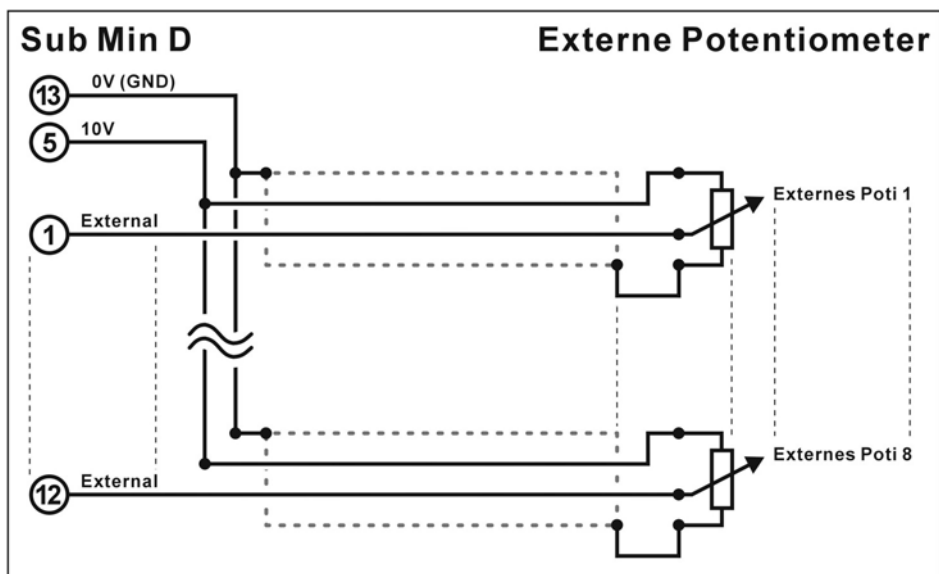 Sub Min D
Externe Potentiometer
13 0V (GND)
5 10V
1 External
Externes Poti 1
12 External
Externes Poti 8